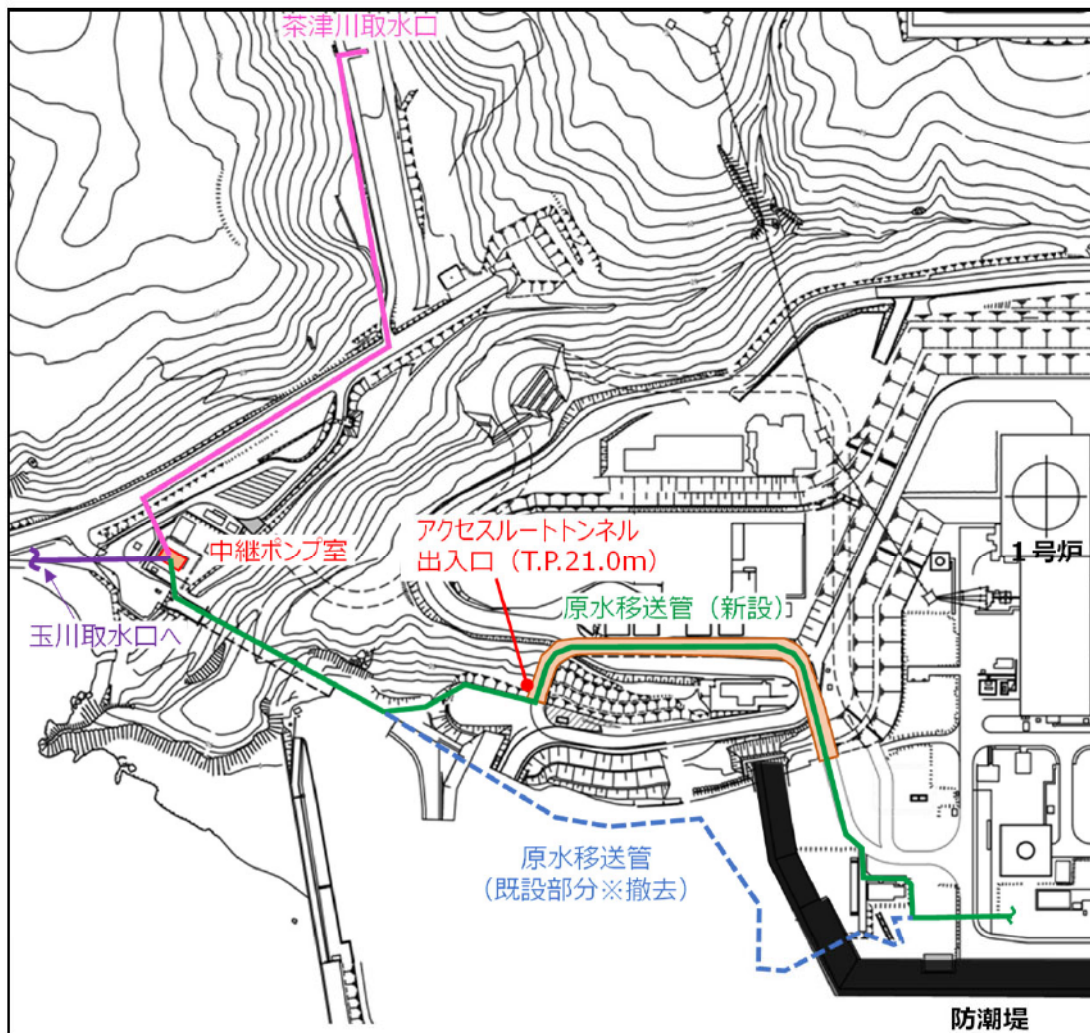 茶津川取水口
1号炉
中継ポンプ室
アクセスルートトンネル
出入口（T.P.21.0m）
原水移送管（新設）
玉川取水口へ
原水移送管
（既設部分※撤去）
防潮堤